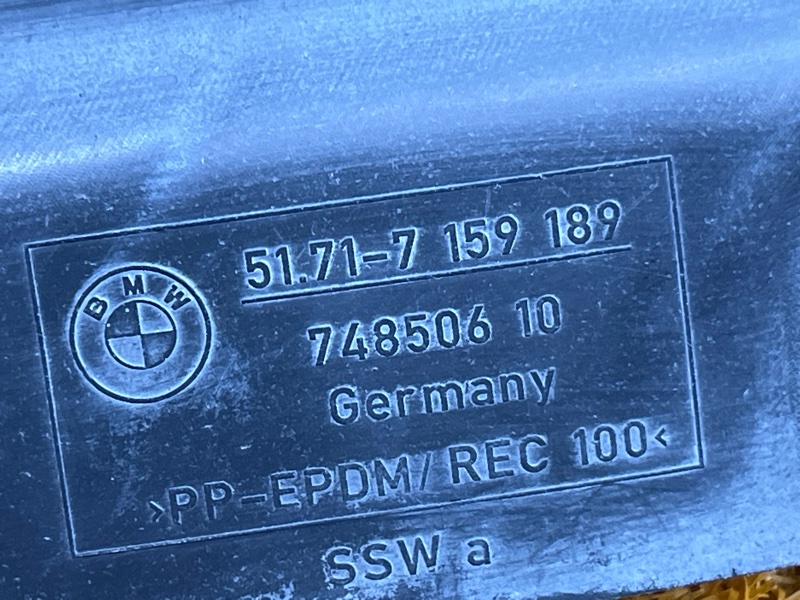 BMW
51.71-7 159 189
748506 10
Germany
>PP-EPDM/REC 100<
SSW a